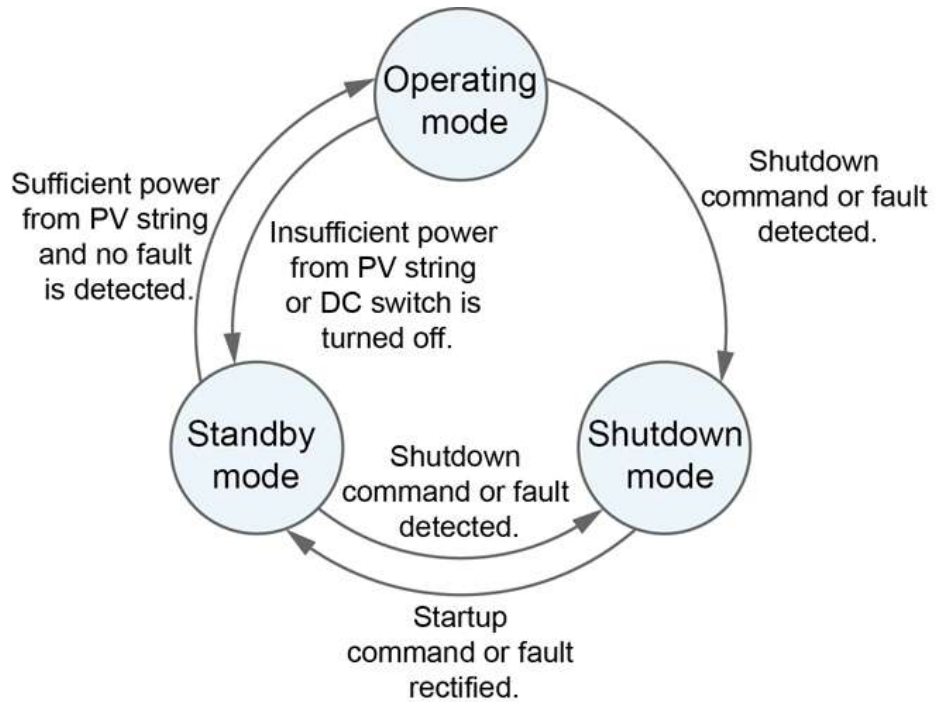 Operating
mode
Shutdown
command or fault
detected.
Sufficient power
from PV string
and no fault
is detected.
Insufficient power
from PV string
or DC switch is
turned off.
Standby
mode
Shutdown
mode
Shutdown
command or fault
detected.
Startup
command or fault
rectified.